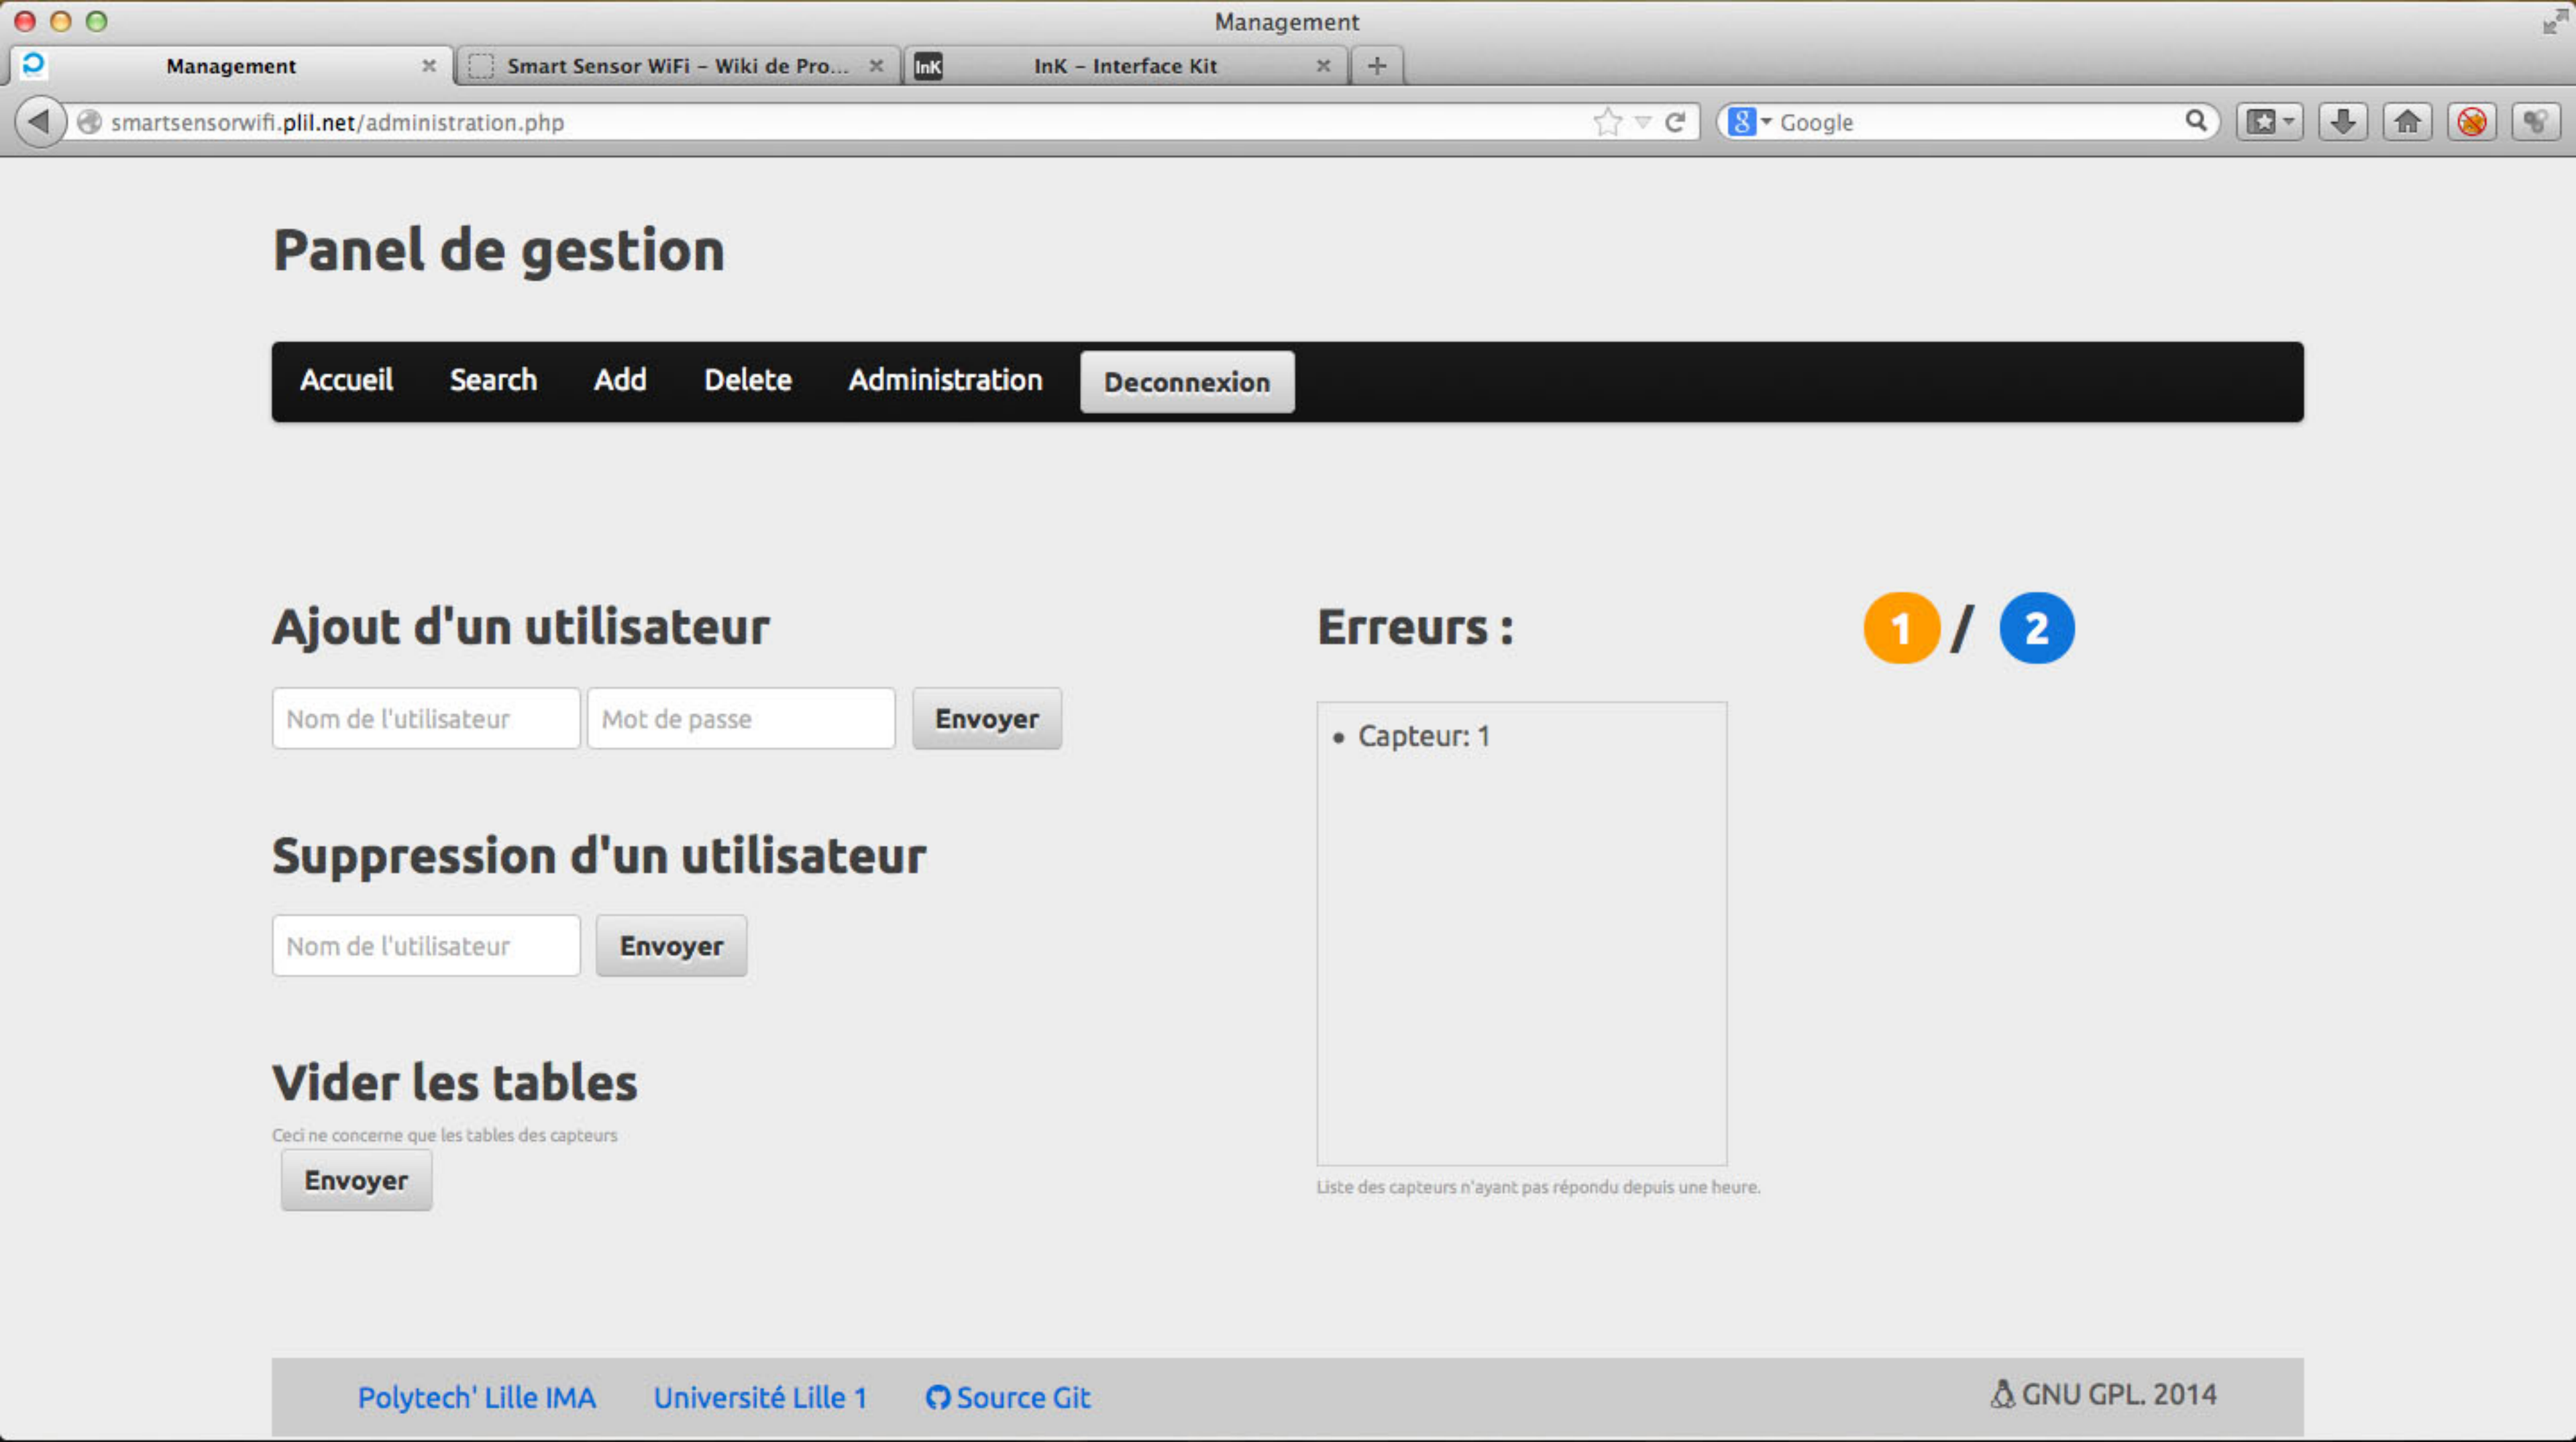 Management
Management
Smart Sensor WiFi – Wiki de Pro...
InK – Interface Kit
smartsensorwifi.plil.net/administration.php
Google
Panel de gestion
Accueil Search Add Delete Administration Deconnexion
Ajout d'un utilisateur
Nom de l'utilisateur Mot de passe Envoyer
Suppression d'un utilisateur
Nom de l'utilisateur Envoyer
Vider les tables
Ceci ne concerne que les tables des capteurs
Envoyer
Erreurs : 1 / 2
• Capteur: 1
Liste des capteurs n'ayant pas répondu depuis une heure.
Polytech' Lille IMA Université Lille 1 Source Git GNU GPL. 2014